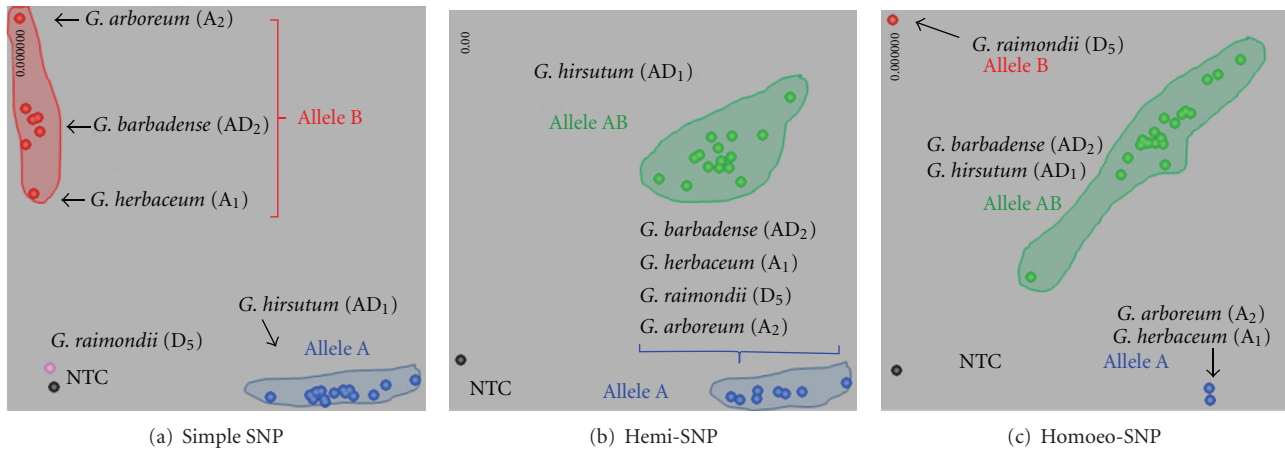 G. arboreum (A2)
0.000000
G. barbadense (AD2)
Allele B
G. herbaceum (A1)
G. hirsutum (AD1)
G. raimondii (D5)
Allele A
NTC
(a) Simple SNP
00.0
G. hirsutum (AD1)
Allele AB
G. barbadense (AD2)
G. herbaceum (A1)
G. raimondii (D5)
G. arboreum (A2)
NTC
Allele A
(b) Hemi-SNP
0.000000
G. raimondii (D5)
Allele B
G. barbadense (AD2)
G. hirsutum (AD1)
Allele AB
G. arboreum (A2)
G. herbaceum (A1)
NTC
Allele A
(c) Homoeo-SNP